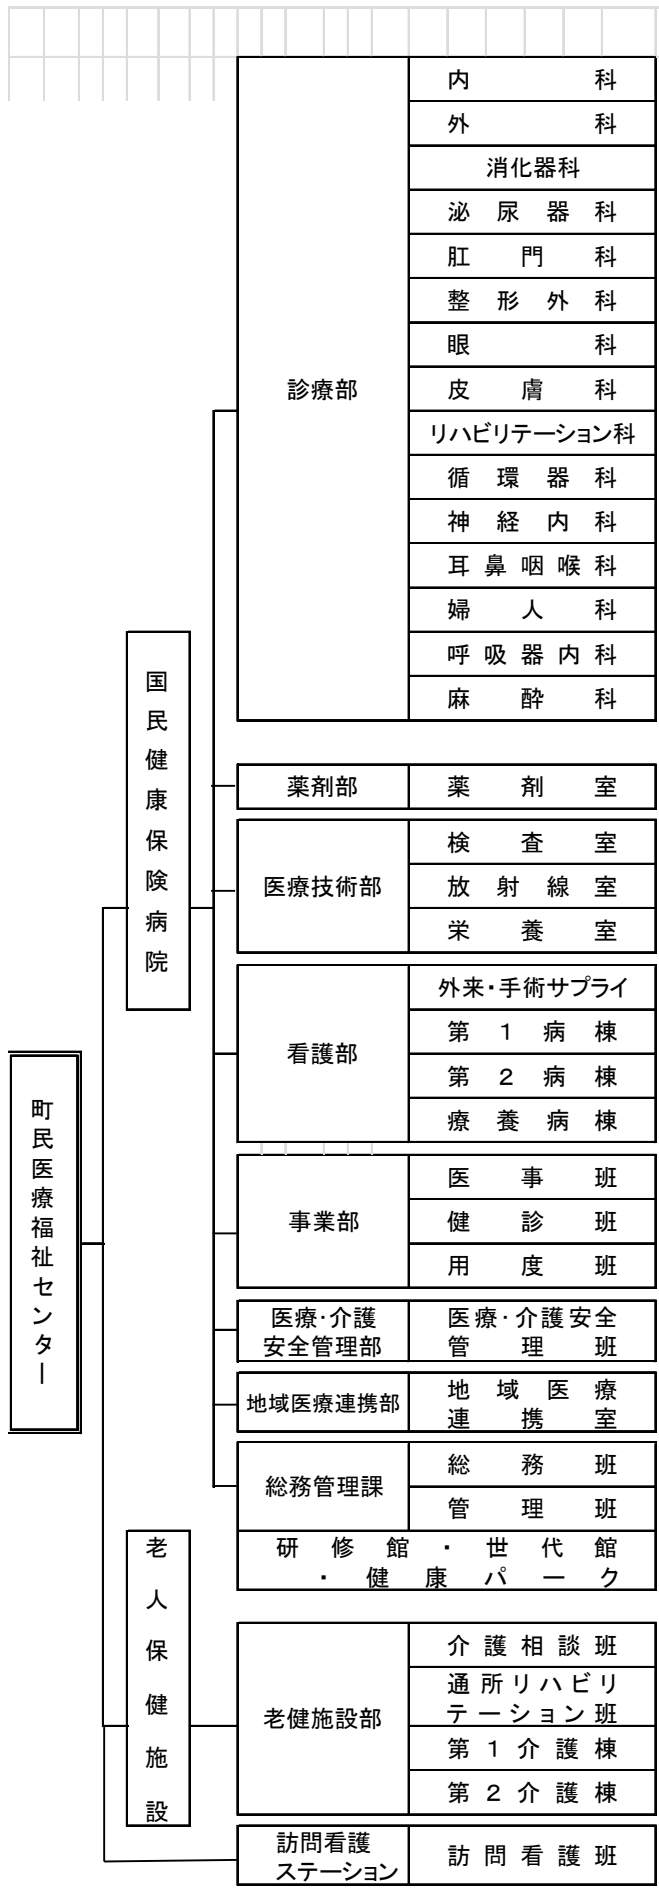 町民医療福祉センター
国民健康保険病院
診療部
内科
外科
消化器科
泌尿器科
肛門科
整形外科
眼科
皮膚科
リハビリテーション科
循環器科
神経内科
耳鼻咽喉科
婦人科
呼吸器内科
麻酔科
薬剤部
薬剤室
医療技術部
検査室
放射線室
栄養室
看護部
外来・手術サプライ
第1病棟
第2病棟
療養病棟
事業部
医事班
健診班
用度班
医療・介護
安全管理部
医療・介護安全
管理班
地域医療連携部
地域医療
連携室
総務管理課
総務班
管理班
研修館・世代館
・健康パーク
老人保健施設
老健施設部
介護相談班
通所リハビリ
テーション班
第1介護棟
第2介護棟
訪問看護
ステーション
訪問看護班